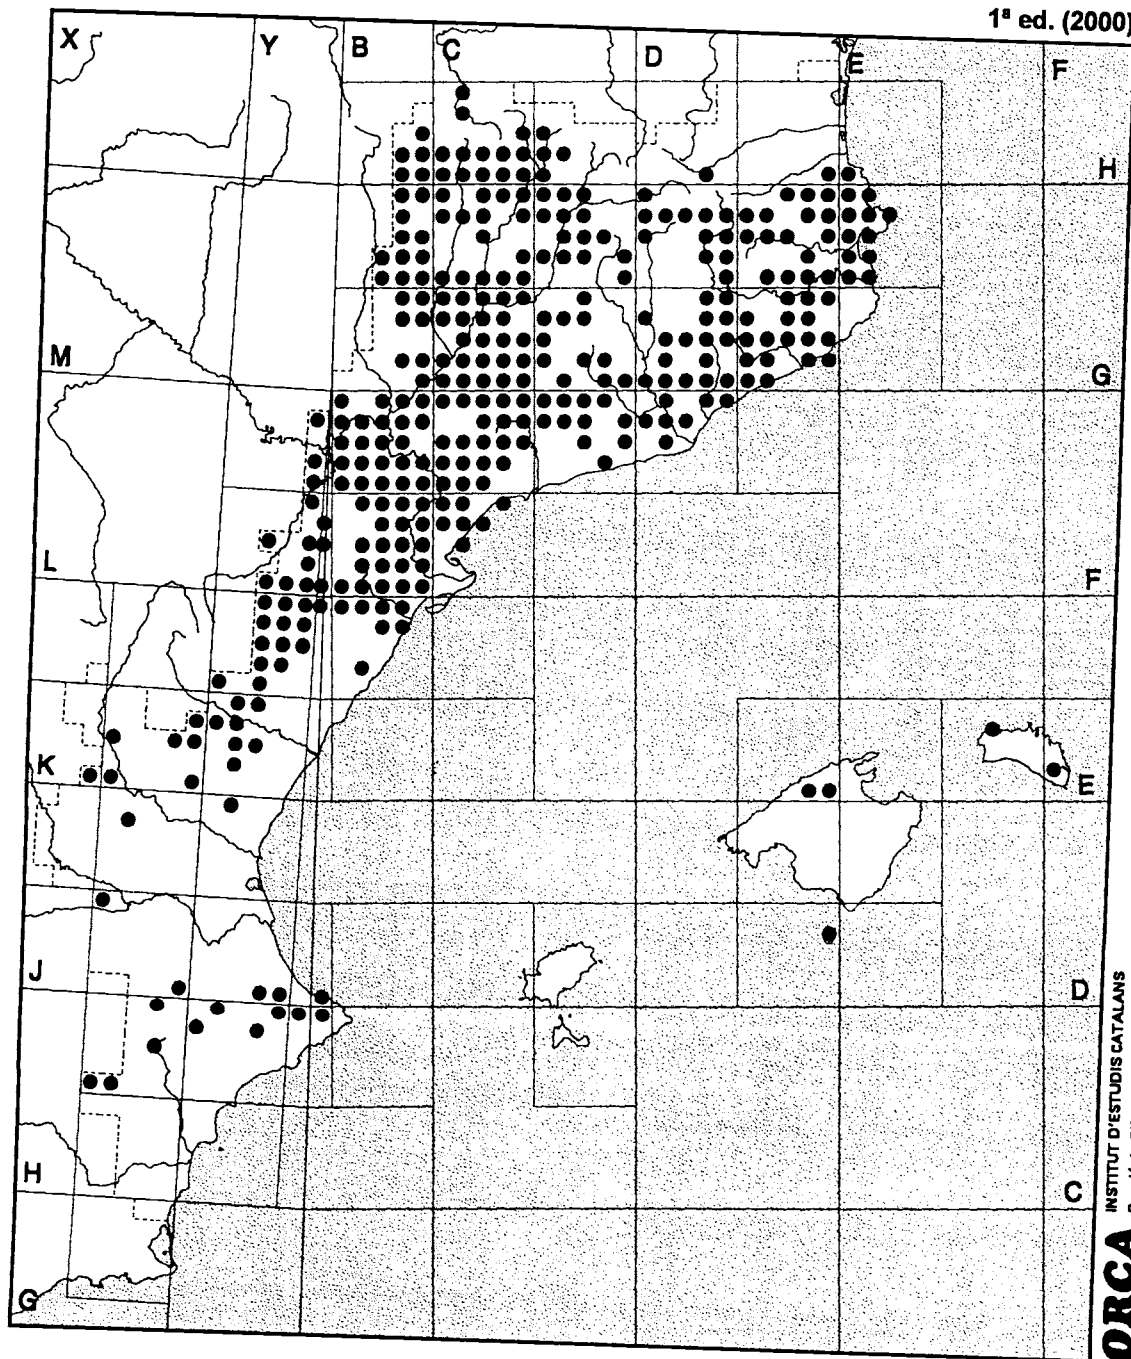 1ª ed. (2000)
X
Y
B
C
D
E
F
H
M
G
L
F
K
E
J
D
H
C
G
ORCA
INSTITUT D'ESTUDIS CATALANS